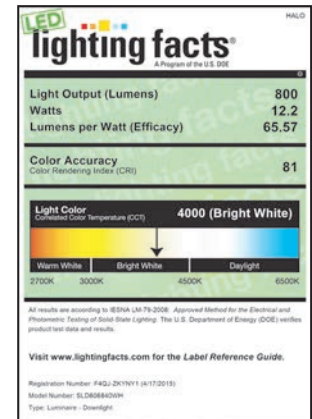 HALO
LED
lighting facts®
A Program of the U.S. DOE
Light Output (Lumens) 800
Watts 12.2
Lumens per Watt (Efficacy) 65.57
Color Accuracy
Color Rendering Index (CRI) 81
Light Color
Correlated Color Temperature (CCT) 4000 (Bright White)
Warm White Bright White Daylight
2700K 3000K 4500K 6500K
All results are according to IESNA LM-79-2008: Approved Method for the Electrical and
Photometric Testing of Solid-State Lighting. The U.S. Department of Energy (DOE) verifies
product test data and results.
Visit www.lightingfacts.com for the Label Reference Guide.
Registration Number: F4QJ-ZKYNY1 (4/17/2015)
Model Number: SLD606840WH
Type: Luminaire - Downlight